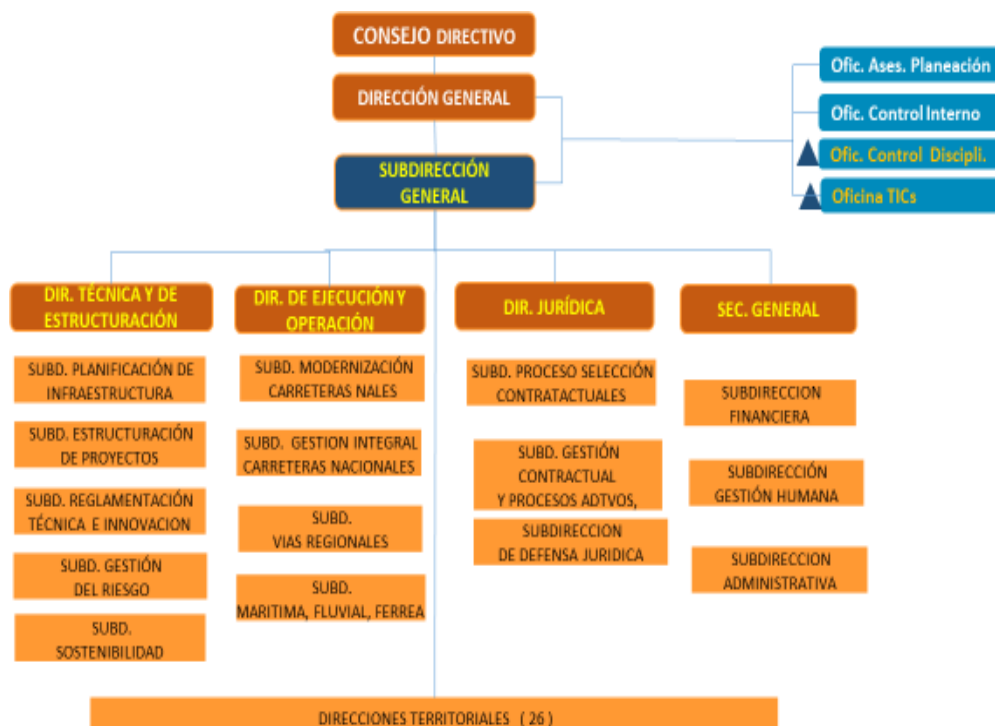 CONSEJO DIRECTIVO
DIRECCIÓN GENERAL
SUBDIRECCIÓN
GENERAL
Ofic. Ases. Planeación
Ofic. Control Interno
Ofic. Control Discipli.
Oficina TICs
DIR. TÉCNICA Y DE
ESTRUCTURACIÓN
SUBD. PLANIFICACIÓN DE
INFRAESTRUCTURA
SUBD. ESTRUCTURACIÓN
DE PROYECTOS
SUBD. REGLAMENTACIÓN
TÉCNICA E INNOVACION
SUBD. GESTIÓN
DEL RIESGO
SUBD.
SOSTENIBILIDAD
DIR. DE EJECUCIÓN Y
OPERACIÓN
SUBD. MODERNIZACIÓN
CARRETERAS NALES
SUBD. GESTION INTEGRAL
CARRETERAS NACIONALES
SUBD.
VIAS REGIONALES
SUBD.
MARITIMA, FLUVIAL, FERREA
DIR. JURÍDICA
SUBD. PROCESO SELECCIÓN
CONTRATACTUALES
SUBD. GESTIÓN
CONTRACTUAL
Y PROCESOS ADTVOS,
SUBDIRECCION
DE DEFENSA JURIDICA
SEC. GENERAL
SUBDIRECCION
FINANCIERA
SUBDIRECCIÓN
GESTIÓN HUMANA
SUBDIRECCION
ADMINISTRATIVA
DIRECCIONES TERRITORIALES ( 26 )